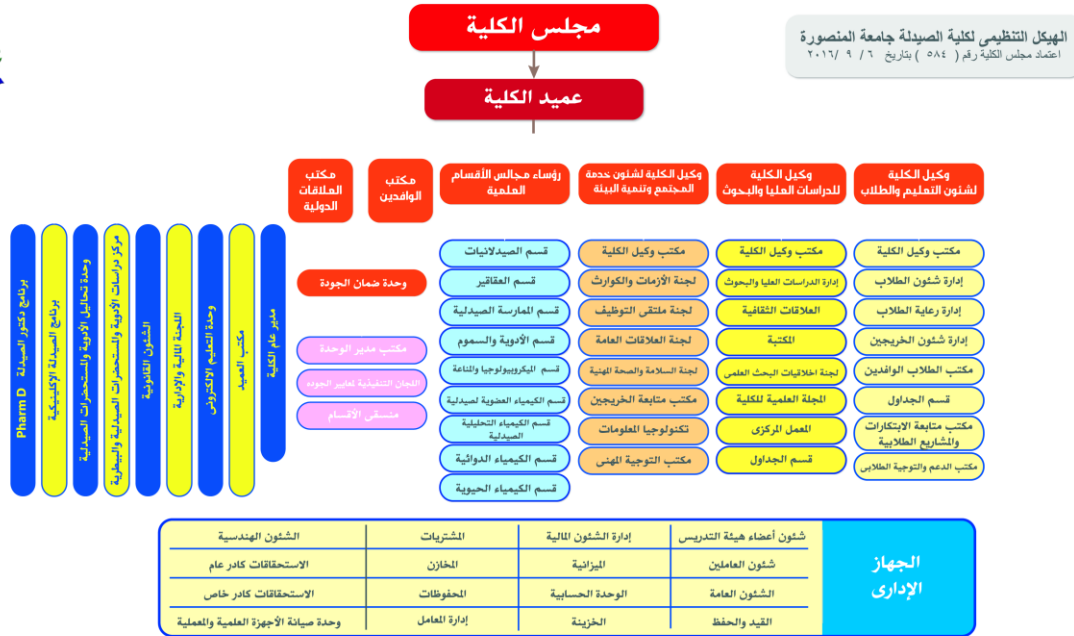 مجلس الكلية
الهيكل التنظيمى لكلية الصيدلة جامعة المنصورة
اعتماد مجلس الكلية رقم ( ٥٨٤ ) بتاريخ ٦ / ٩ /٢٠١٦
عميد الكلية
وكيل الكلية
لشئون التعليم والطلاب
وكيل الكلية
للدراسات العليا والبحوث
وكيل الكلية لشئون خدمة
المجتمع وتنمية البيئة
رؤساء مجالس الأقسام
العلمية
مكتب
الوافدين
مكتب
العلاقات
الدولية
مكتب وكيل الكلية
إدارة شئون الطلاب
إدارة رعاية الطلاب
إدارة شئون الخريجين
مكتب الطلاب الوافدين
قسم الجداول
مكتب متابعة الابتكارات
والمشاريع الطلابية
مكتب الدعم والتوجية الطلابى
مكتب وكيل الكلية
إدارة الدراسات العليا والبحوث
العلاقات الثقافية
المكتبة
لجنة اخلاقيات البحث العلمى
المجلة العلمية للكلية
المعمل المركزى
قسم الجداول
مكتب وكيل الكلية
لجنة الأزمات والكوارث
لجنة ملتقى التوظيف
لجنة العلاقات العامة
لجنة السلامة والصحة المهنية
مكتب متابعة الخريجين
تكنولوجيا المعلومات
مكتب التوجية المهنى
قسم الصيدلانيات
قسم العقاقير
قسم الممارسة الصيدلية
قسم الأدوية والسموم
قسم الميكروبيولوجيا والمناعة
قسم الكيمياء العضوية لصيدلية
قسم الكيمياء التحليلية
الصيدلية
قسم الكيمياء الدوائية
قسم الكيمياء الحيوية
وحدة ضمان الجودة
مكتب مدير الوحدة
اللجان التنفيذية لمعايير الجودة
منسقى الأقسام
مدير عام الكلية
مكتب العميد
وحدة التعليم الالكترونى
اللجنة المالية والإدارية
الشئون القانونية
مركز دراسات الأدوية والمستحضرات الصيدلية والبيطرية
وحدة تحاليل الأدوية والمستحضرات الصيدلية
برنامج الصيدلة الإكلينيكية
برنامج دكتور الصيدلة Pharm D
الجهاز
الإدارى
شئون أعضاء هيئة التدريس
إدارة الشئون المالية
المشتريات
الشئون الهندسية
شئون العاملين
الميزانية
المخازن
الاستحقاقات كادر عام
الشئون العامة
الوحدة الحسابية
المحفوظات
الاستحقاقات كادر خاص
القيد والحفظ
الخزينة
إدارة المعامل
وحدة صيانة الأجهزة العلمية والمعملية